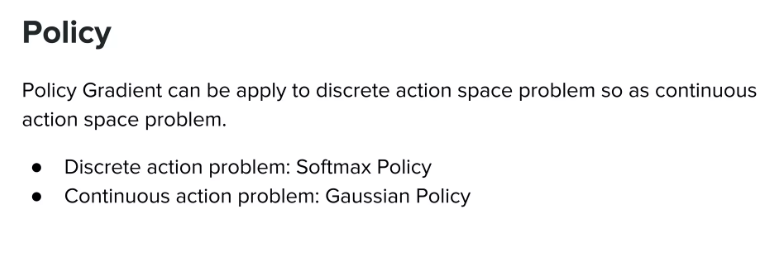 Policy
Policy Gradient can be apply to discrete action space problem so as continuous
action space problem.
● Discrete action problem: Softmax Policy
● Continuous action problem: Gaussian Policy